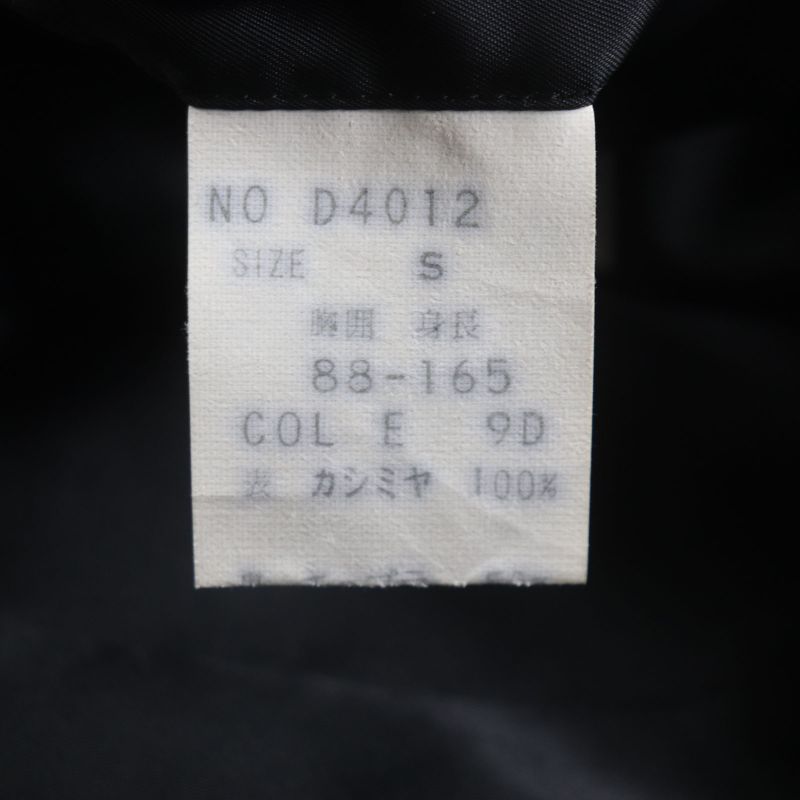 NO D4012
SIZE S
胸囲 身長
88-165
COL E 9D
表 カシミヤ 100%